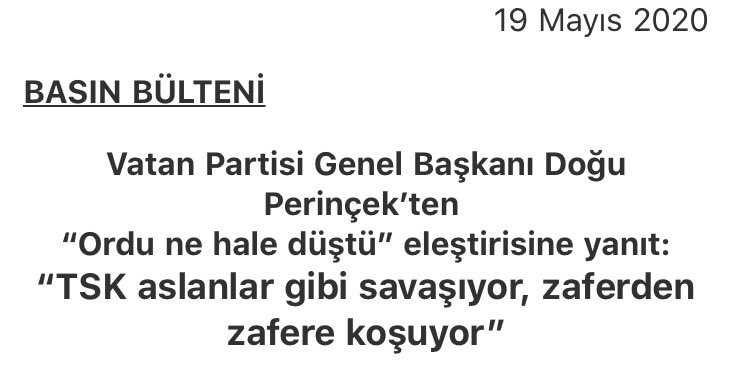 19 Mayıs 2020
BASIN BÜLTENİ
Vatan Partisi Genel Başkanı Doğu
Perinçek’ten
“Ordu ne hale düştü” eleştirisine yanıt:
“TSK aslanlar gibi savaşıyor, zaferden
zafere koşuyor”